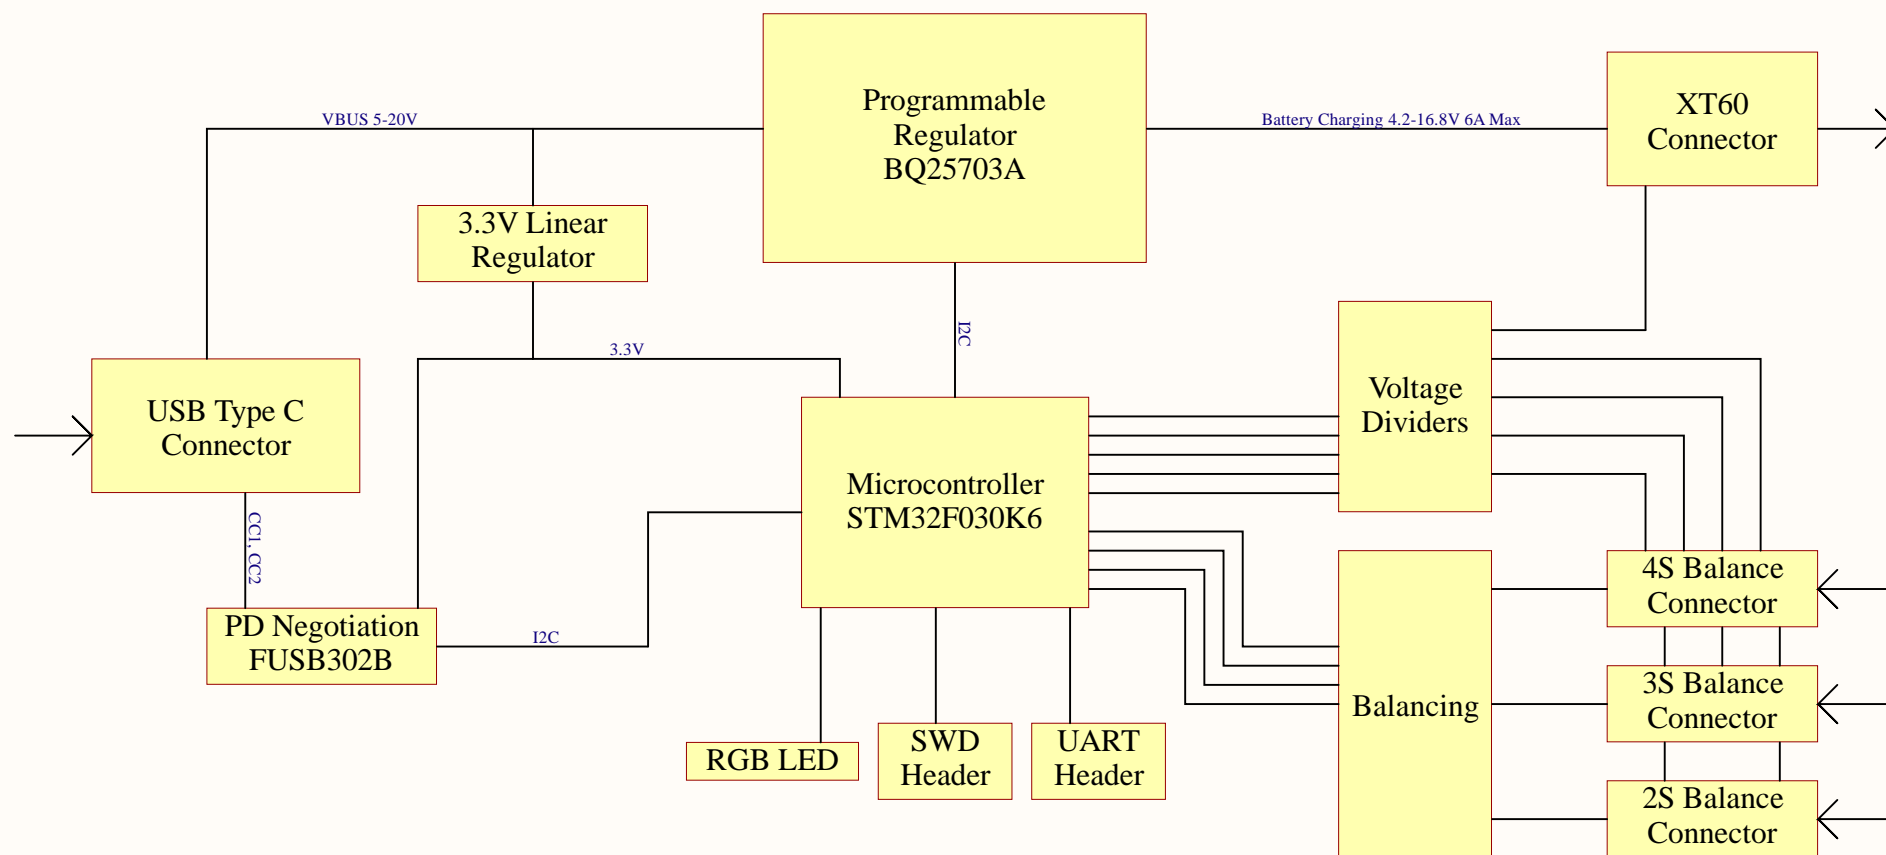 Programmable
Regulator
BQ25703A
XT60
Connector
VBUS 5-20V
Battery Charging 4.2-16.8V 6A Max
3.3V Linear
Regulator
I2C
3.3V
USB Type C
Connector
Voltage
Dividers
Microcontroller
STM32F030K6
CC1, CC2
PD Negotiation
FUSB302B
I2C
4S Balance
Connector
3S Balance
Connector
Balancing
RGB LED
SWD
Header
UART
Header
2S Balance
Connector